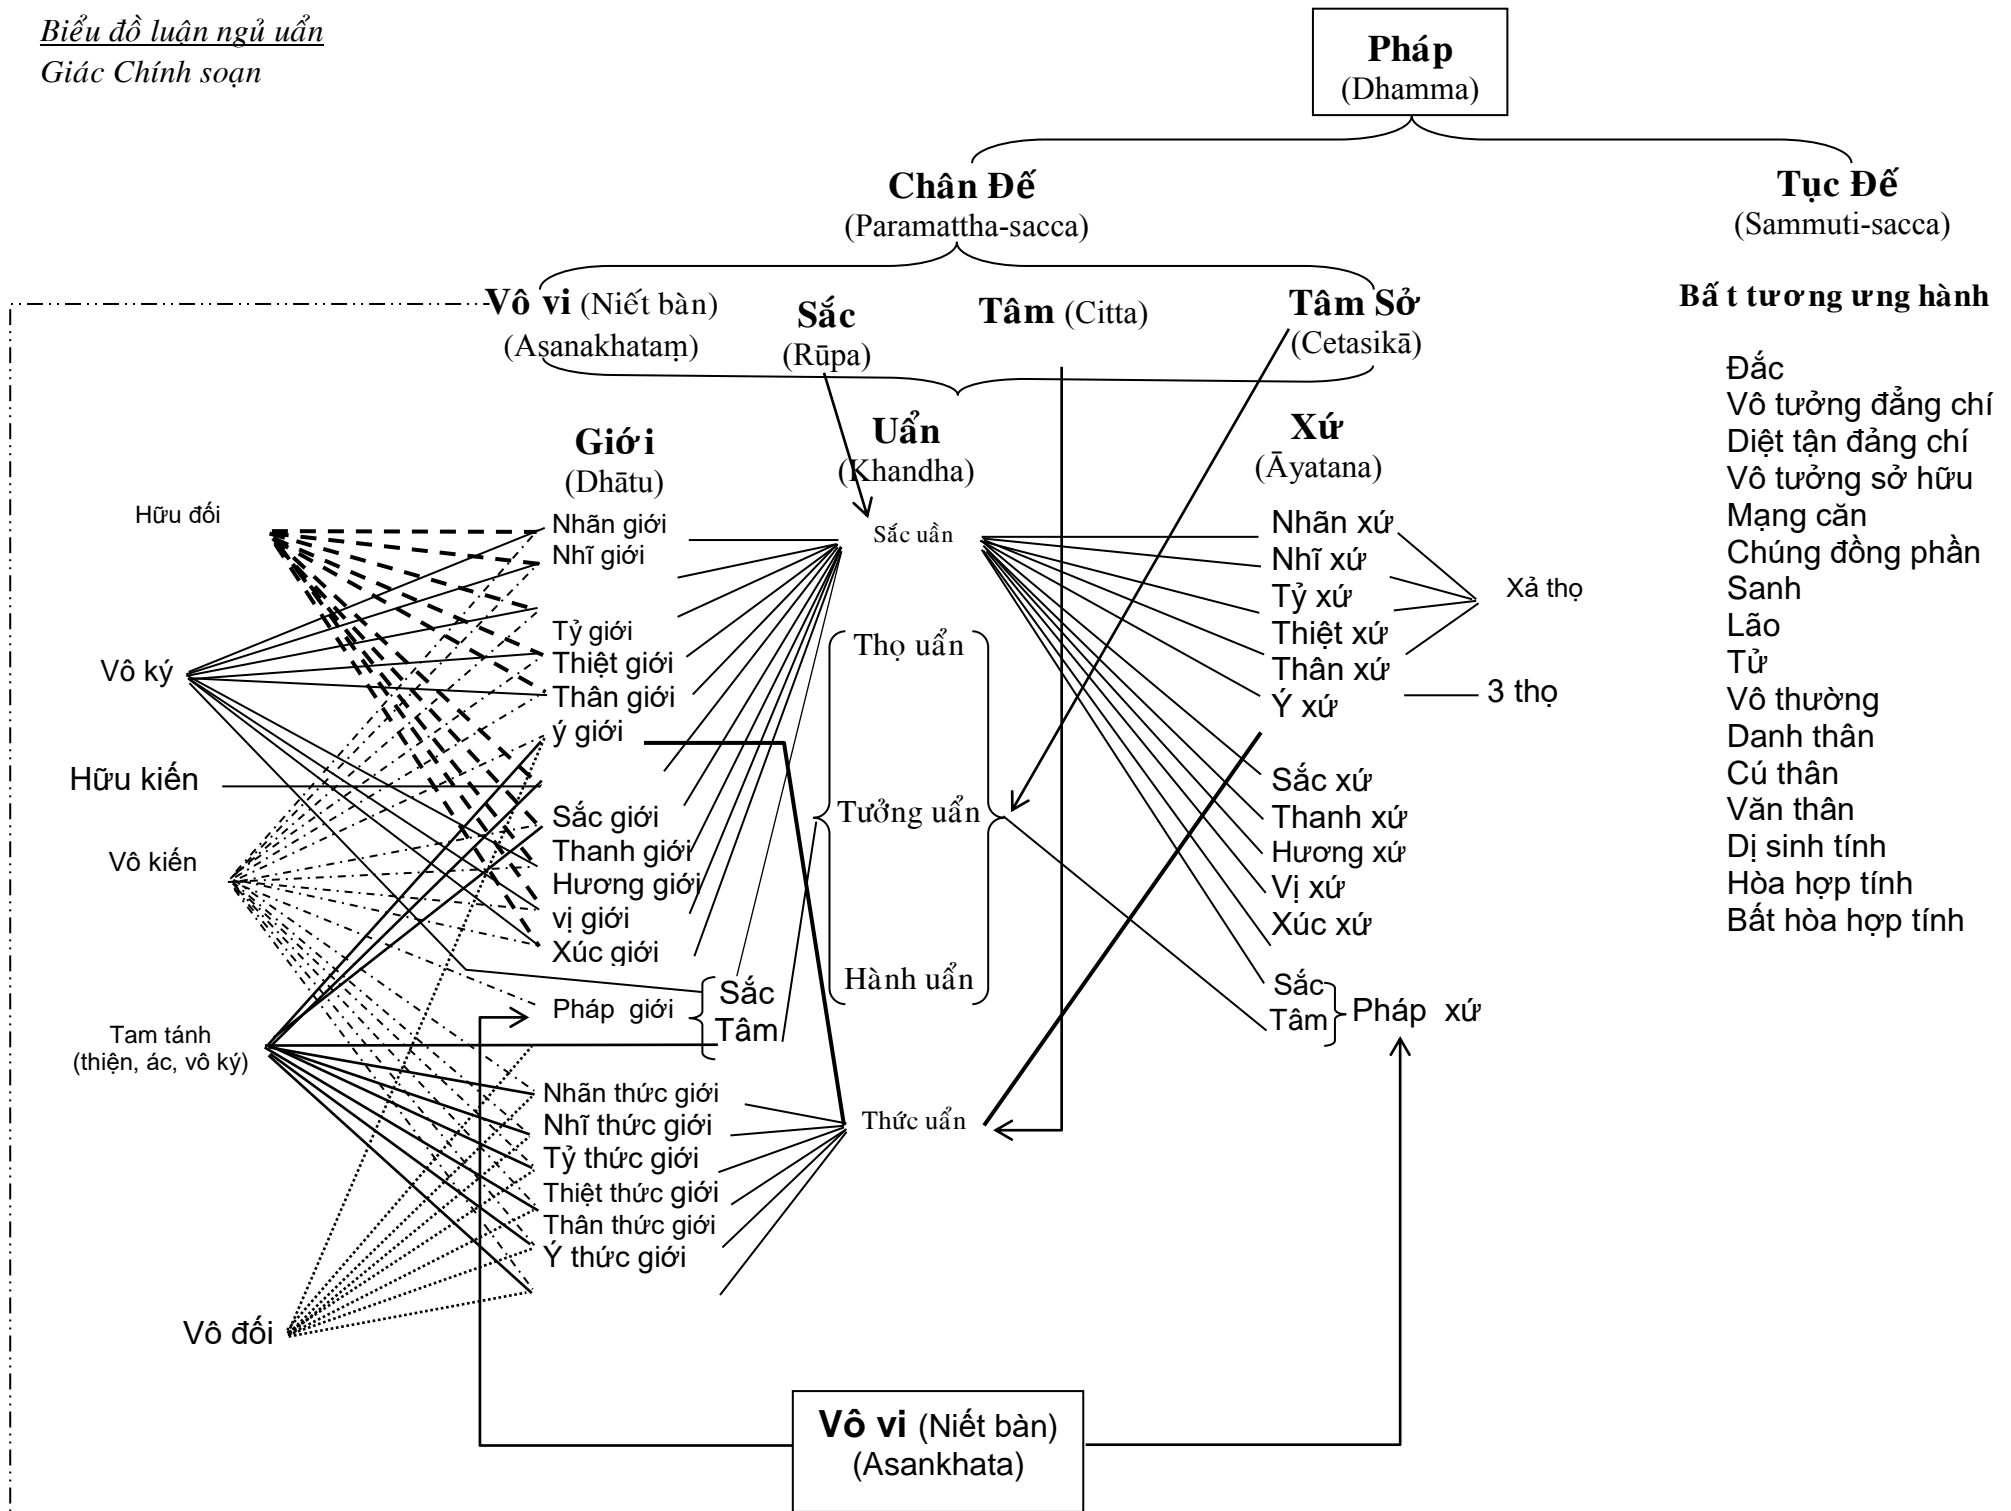 Biểu đồ luận ngủ uẩn
Giác Chính soạn
Pháp
(Dhamma)
Chân Đế
(Paramattha-sacca)
Tục Đế
(Sammuti-sacca)
Vô vi (Niết bàn)
(Asanakhataṃ)
Sắc
(Rūpa)
Tâm (Citta)
Tâm Sở
(Cetasikā)
Bấ t tương ưng hành
Giới
(Dhātu)
Uẩn
(Khandha)
Xứ
(Āyatana)
Đắc
Vô tưởng đẳng chí
Diệt tận đảng chí
Vô tưởng sở hữu
Mạng căn
Chúng đồng phần
Sanh
Lão
Tử
Vô thường
Danh thân
Cú thân
Văn thân
Dị sinh tính
Hòa hợp tính
Bất hòa hợp tính
Hữu đối
Vô ký
Hữu kiến
Vô kiến
Tam tánh
(thiện, ác, vô ký)
Vô đối
Nhãn giới
Nhĩ giới
Tỷ giới
Thiệt giới
Thân giới
ý giới
Sắc giới
Thanh giới
Hương giới
vị giới
Xúc giới
Pháp giới
Sắc
Tâm
Nhãn thức giới
Nhĩ thức giới
Tỷ thức giới
Thiệt thức giới
Thân thức giới
Ý thức giới
Sắc uần
Thọ uẩn
Tưởng uẩn
Hành uẩn
Thức uẩn
Nhãn xứ
Nhĩ xứ
Tỷ xứ
Thiệt xứ
Thân xứ
Ý xứ
Xả thọ
3 thọ
Sắc xứ
Thanh xứ
Hương xứ
Vị xứ
Xúc xứ
Sắc
Tâm
Pháp xứ
Vô vi (Niết bàn)
(Asankhata)